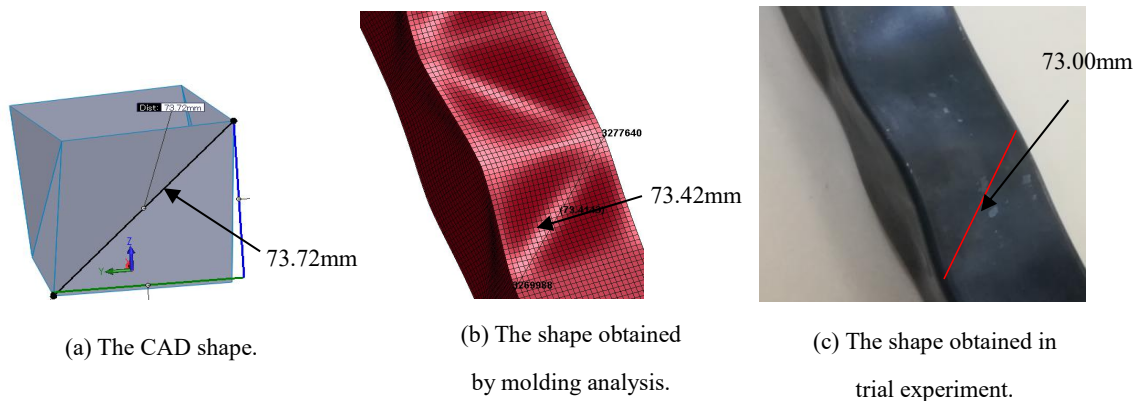 Dist: 73.72mm
Z
Y
73.72mm
(a) The CAD shape.
3277640
73.42mm
3269988
(b) The shape obtained
by molding analysis.
73.00mm
(c) The shape obtained in
trial experiment.